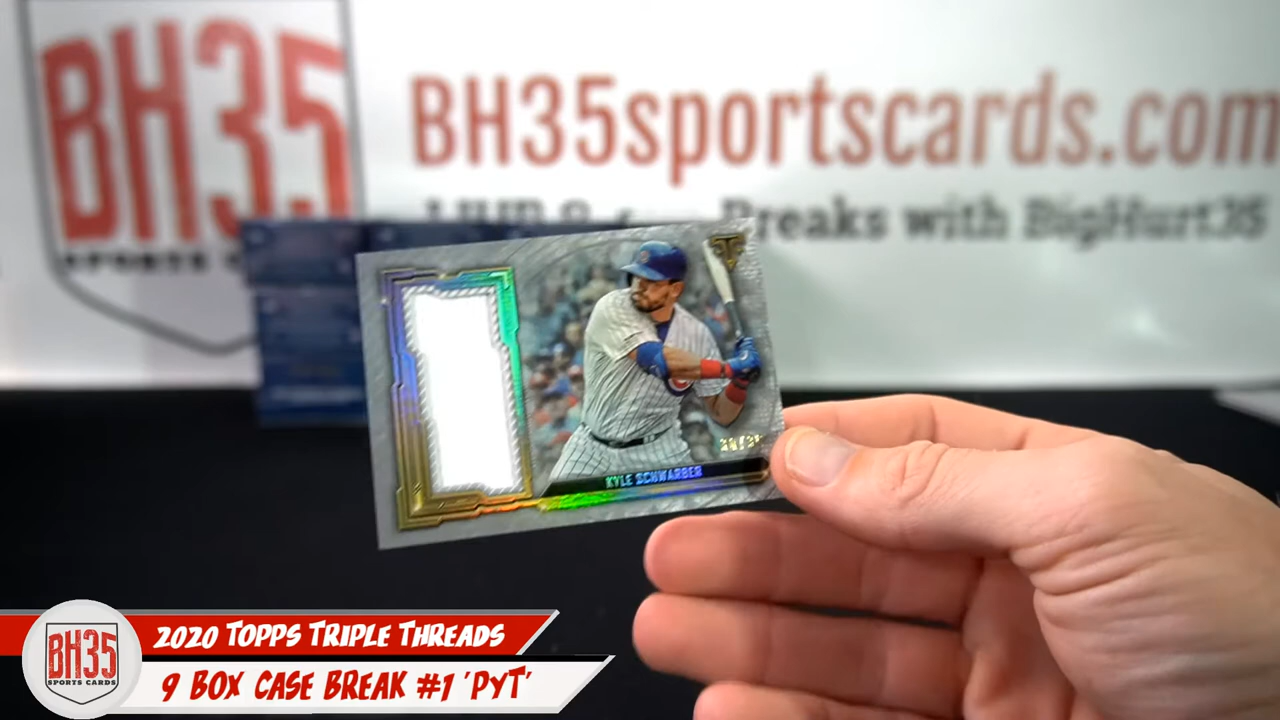 BH35
SPORTS
BH35sportscards.com
Breaks with BigHurt35
KYLE SCHWARBER
BH35
SPORTS CARDS
2020 TOPPS TRIPLE THREADS
9 BOX CASE BREAK #1 'PYT'